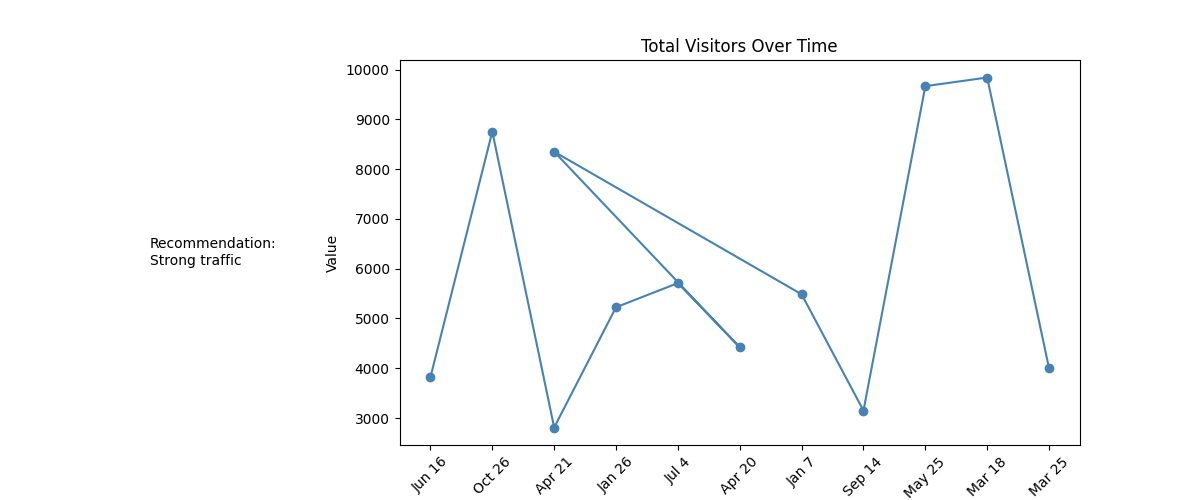 Total Visitors Over Time
10000
9000
8000
7000
6000
5000
4000
3000
Value
Recommendation:
Strong traffic
Jun 16
Oct 26
Apr 21
Jan 26
Jul 4
Apr 20
Jan 7
Sep 14
May 25
Mar 18
Mar 25